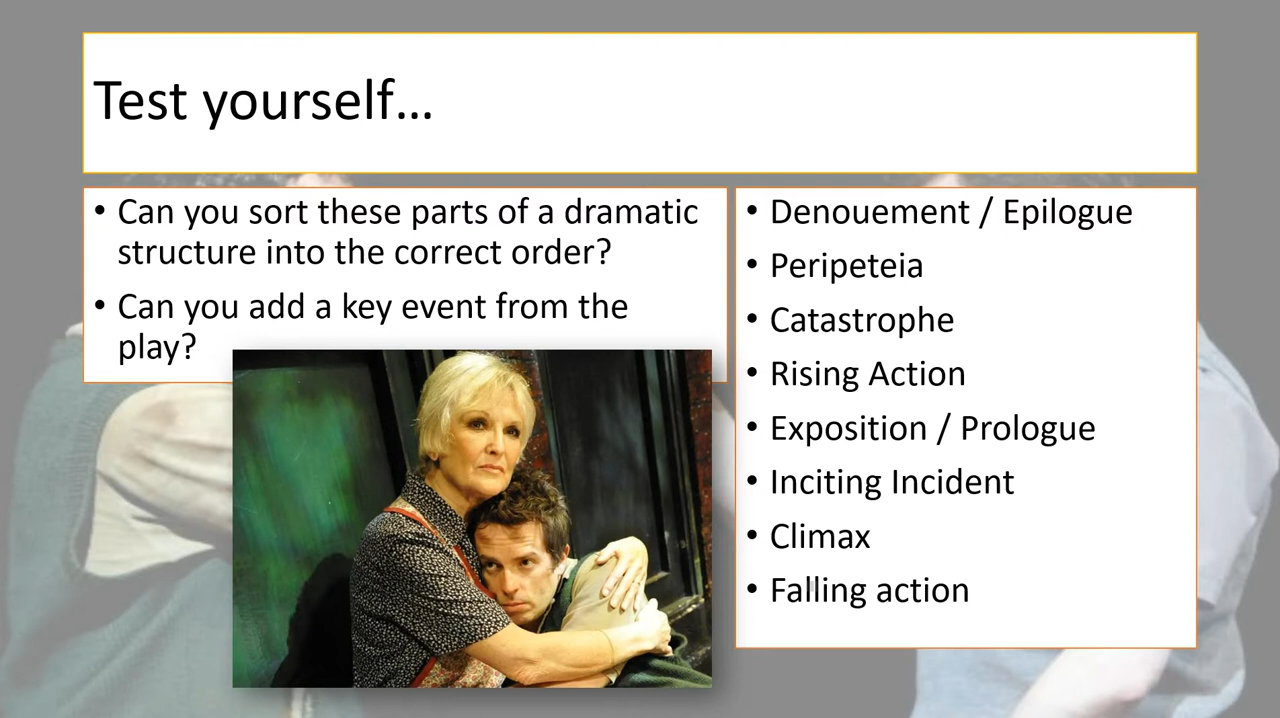 Test yourself…
• Can you sort these parts of a dramatic
structure into the correct order?
• Can you add a key event from the
play?
• Denouement / Epilogue
• Peripeteia
• Catastrophe
• Rising Action
• Exposition / Prologue
• Inciting Incident
• Climax
• Falling action